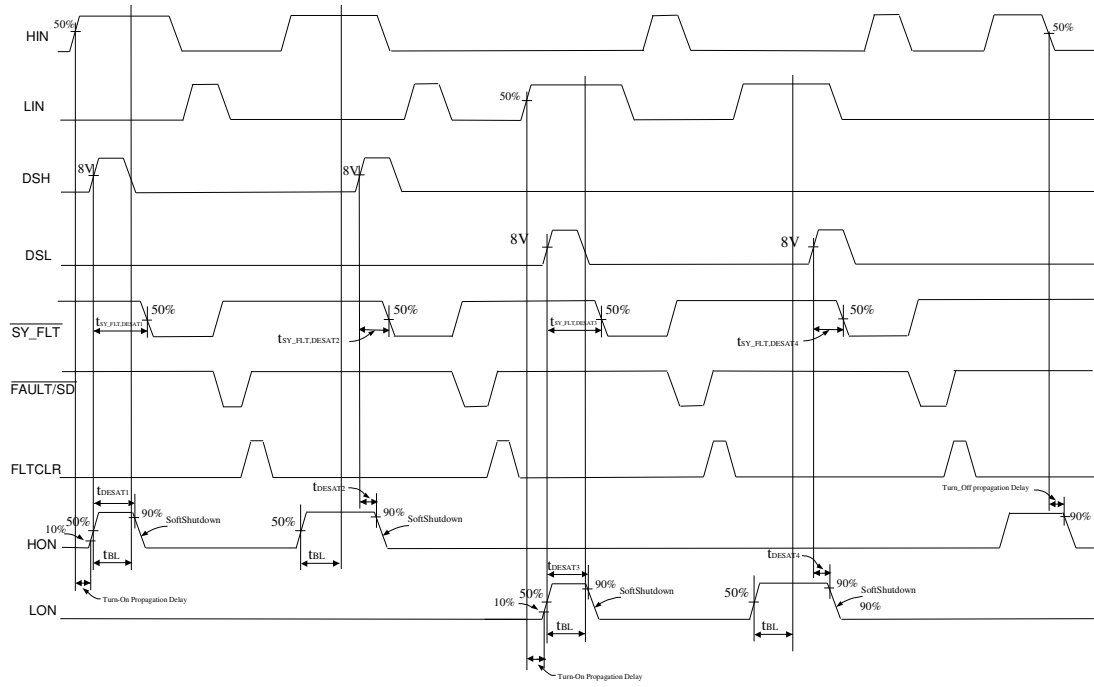 HIN
50%
50%
LIN
50%
DSH
8V
8V
DSL
8V
8V
SY_FLT
50%
50%
50%
50%
tSY_FLT,DESAT1
tSY_FLT,DESAT2
tSY_FLT,DESAT3
tSY_FLT,DESAT4
FAULT/SD
FLTCLR
tDESAT1
tDESAT2
Turn_Off propagation Delay
HON
10%
50%
90%
SoftShutdown
50%
90%
SoftShutdown
90%
tBL
tBL
Turn-On Propagation Delay
tDESAT3
tDESAT4
LON
10%
50%
90%
SoftShutdown
50%
90%
SoftShutdown
90%
tBL
tBL
Turn-On Propagation Delay